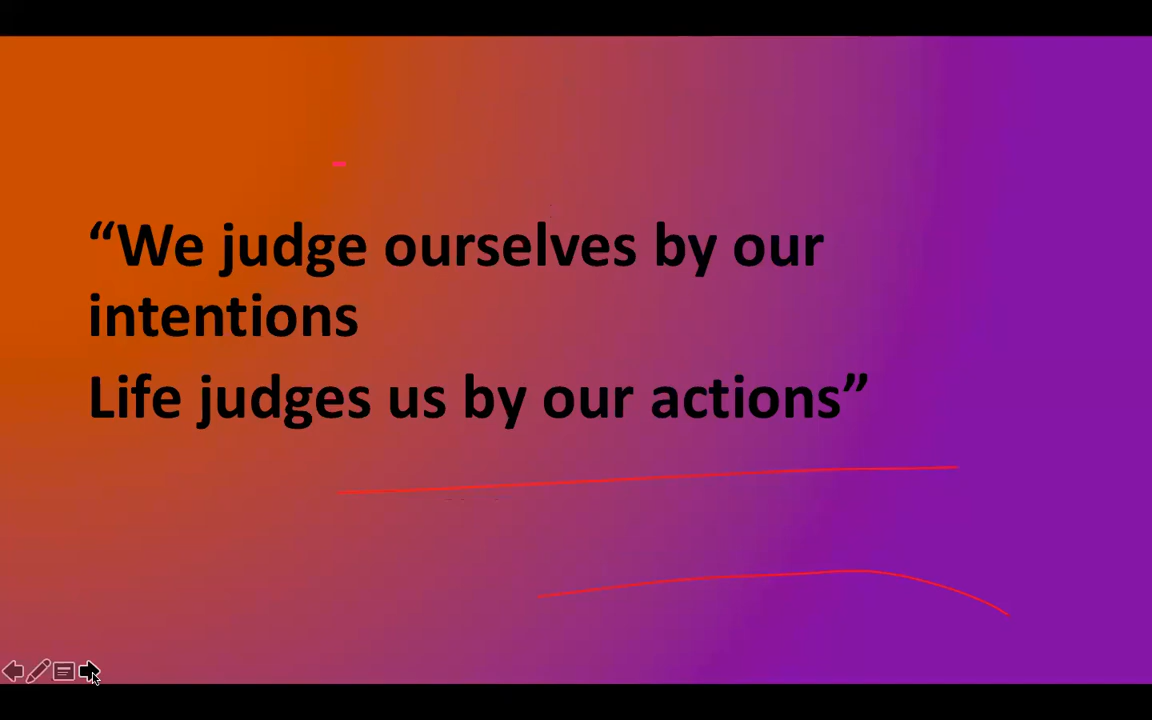 “We judge ourselves by our
intentions
Life judges us by our actions”